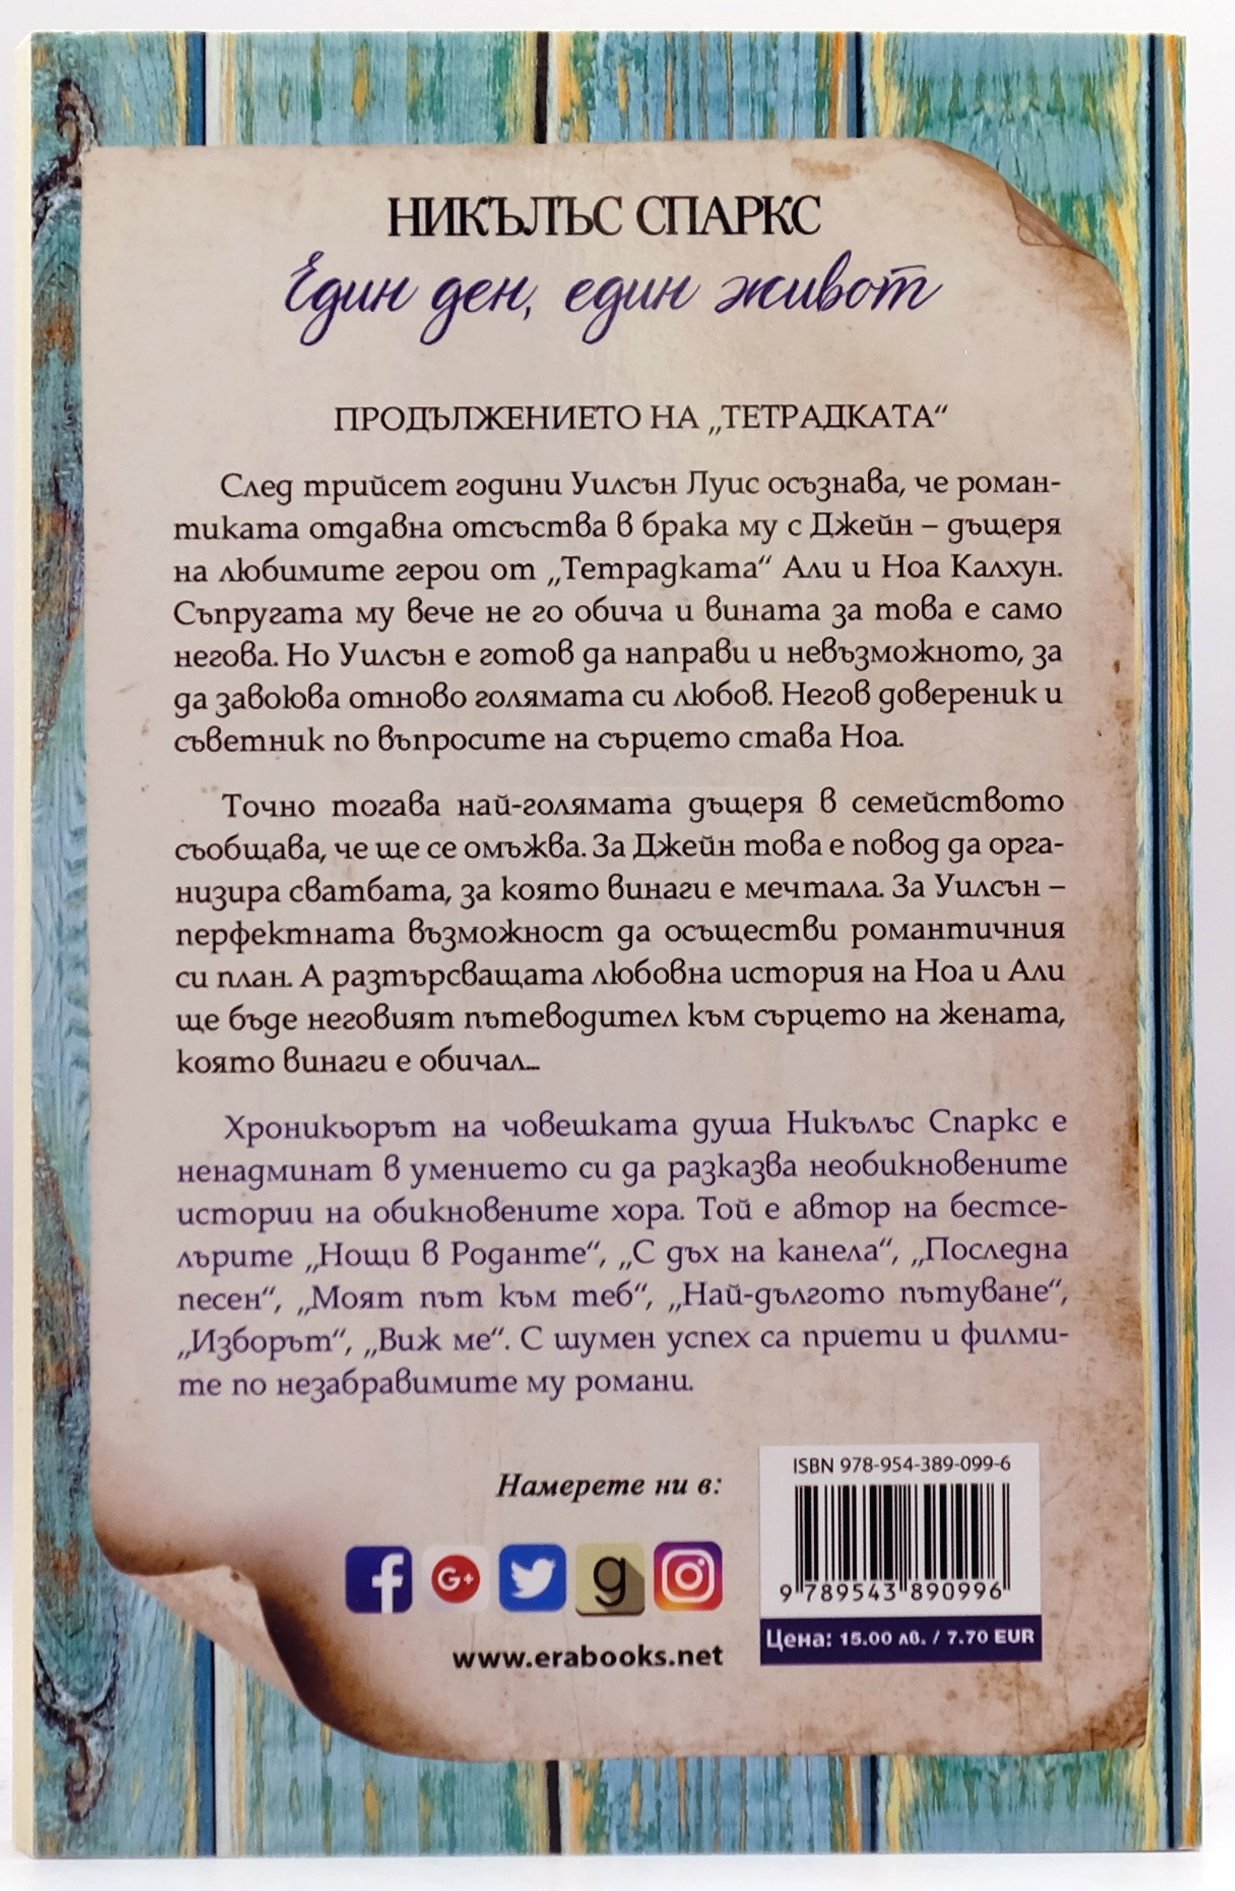 НИКЪЛЪС СПАРКС
Един ден, един живот
ПРОДЪЛЖЕНИЕТО НА „ТЕТРАДКАТА“
След трийсет години Уилсън Луис осъзнава, че роман-
тиката отдавна отсъства в брака му с Джейн – дъщеря
на любимите герои от „Тетрадката“ Али и Ноа Калхун.
Съпругата му вече не го обича и вината за това е само
негова. Но Уилсън е готов да направи и невъзможното, за
да завоюва отново голямата си любов. Негов довереник и
съветник по въпросите на сърцето става Ноа.
Точно тогава най-голямата дъщеря в семейството
съобщава, че ще се омъжва. За Джейн това е повод да орга-
низира сватбата, за която винаги е мечтала. За Уилсън –
перфектната възможност да осъществи романтичния
си план. А разтърсващата любовна история на Ноа и Али
ще бъде неговият пътеводител към сърцето на жената,
която винаги е обичал...
Хроникьорът на човешката душа Никълъс Спаркс е
ненадминат в умението си да разказва необикновените
истории на обикновените хора. Той е автор на бестсе-
лърите „Нощи в Роданте“, „С дъх на канела“, „Последна
песен“, „Моят път към теб“, „Най-дългото пътуване“,
„Изборът“, „Виж ме“. С шумен успех са приети и филми-
те по незабравимите му романи.
ISBN 978-954-389-099-6
Намерете ни в:
f G+ g
9 789543 890996
Цена: 15.00 лв. / 7.70 EUR
www.erabooks.net